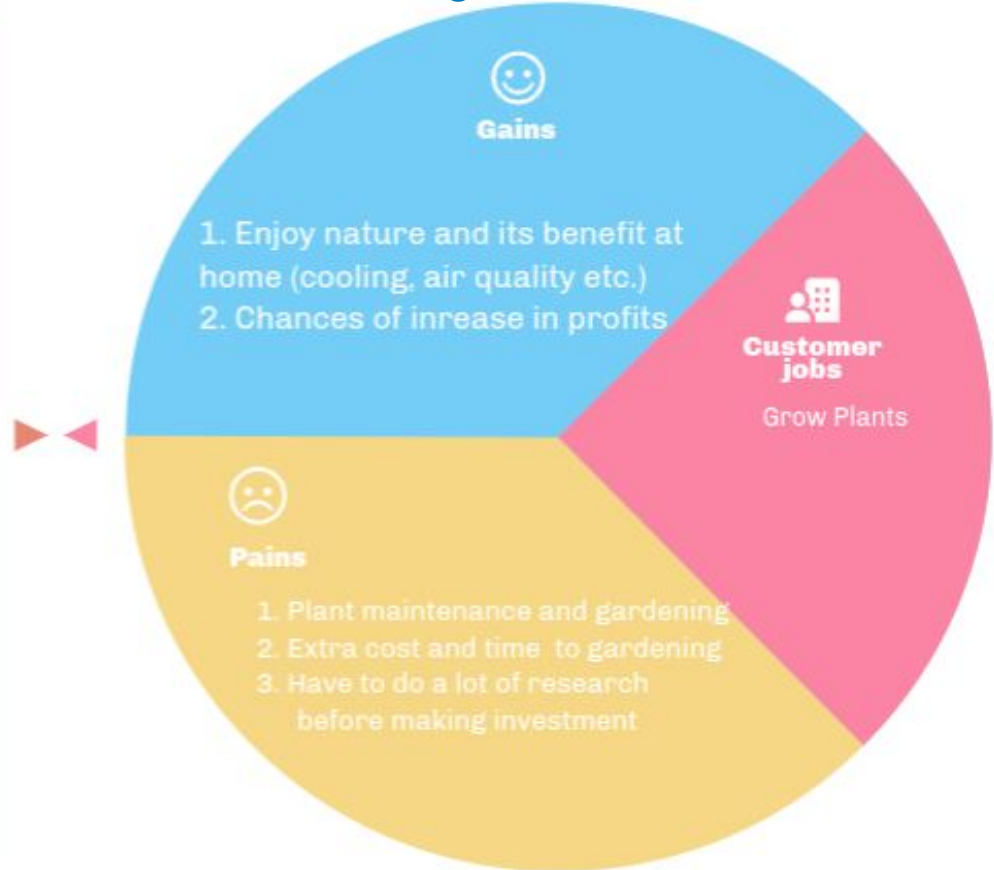 Gains
1. Enjoy nature and its benefit at
home (cooling, air quality etc.)
2. Chances of inrease in profits
Customer
jobs
Grow Plants
Pains
1. Plant maintenance and gardening
2. Extra cost and time to gardening
3. Have to do a lot of research
before making investment